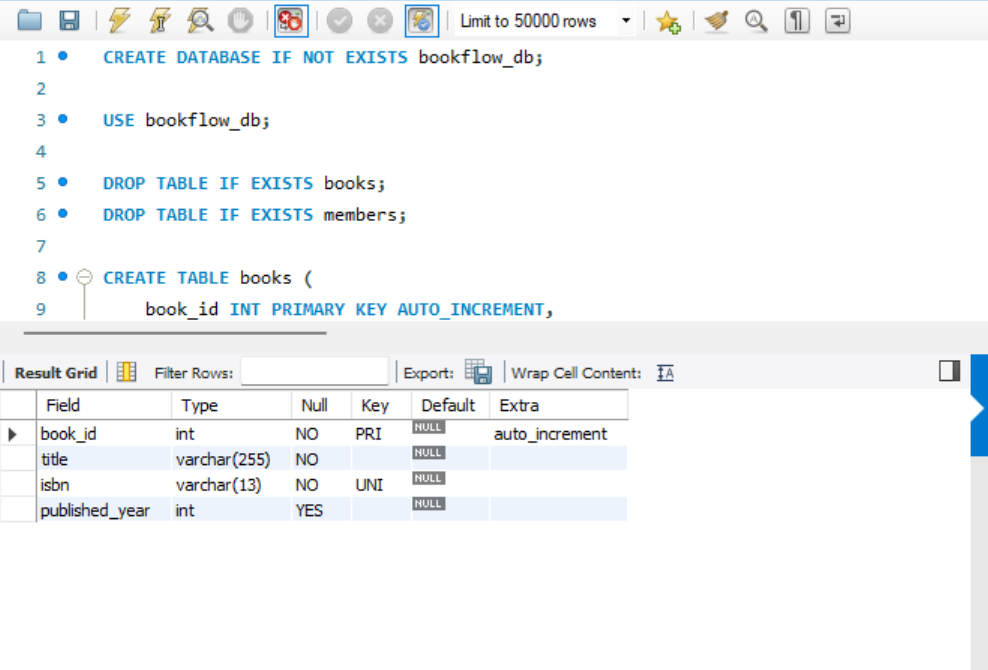 Limit to 50000 rows
1 CREATE DATABASE IF NOT EXISTS bookflow_db;
2
3 USE bookflow_db;
4
5 DROP TABLE IF EXISTS books;
6 DROP TABLE IF EXISTS members;
7
8 CREATE TABLE books (
9 book_id INT PRIMARY KEY AUTO_INCREMENT,
Result Grid Filter Rows: Export: Wrap Cell Content: IA
Field Type Null Key Default Extra
book_id int NO PRI NULL auto_increment
title varchar(255) NO NULL
isbn varchar(13) NO UNI NULL
published_year int YES NULL